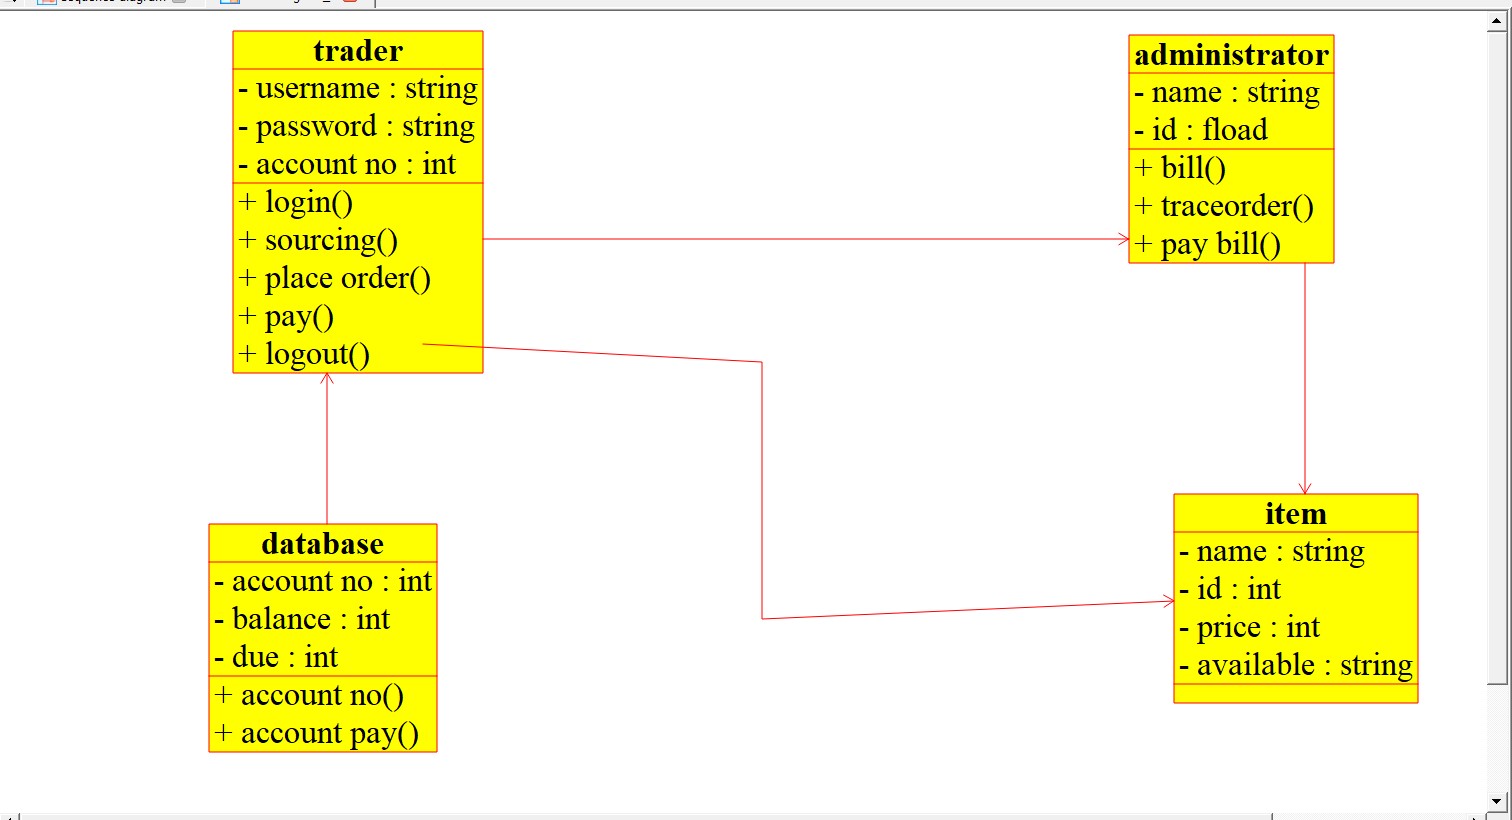 trader
- username : string
- password : string
- account no : int
+ login()
+ sourcing()
+ place order()
+ pay()
+ logout()
administrator
- name : string
- id : fload
+ bill()
+ traceorder()
+ pay bill()
database
- account no : int
- balance : int
- due : int
+ account no()
+ account pay()
item
- name : string
- id : int
- price : int
- available : string